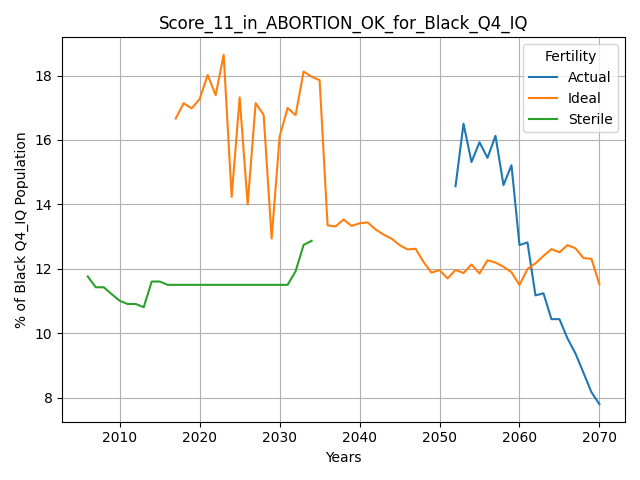 Score_11_in_ABORTION_OK_for_Black_Q4_IQ
% of Black Q4_IQ Population
18
16
14
12
10
8
Fertility
Actual
Ideal
Sterile
2010 2020 2030 2040 2050 2060 2070
Years